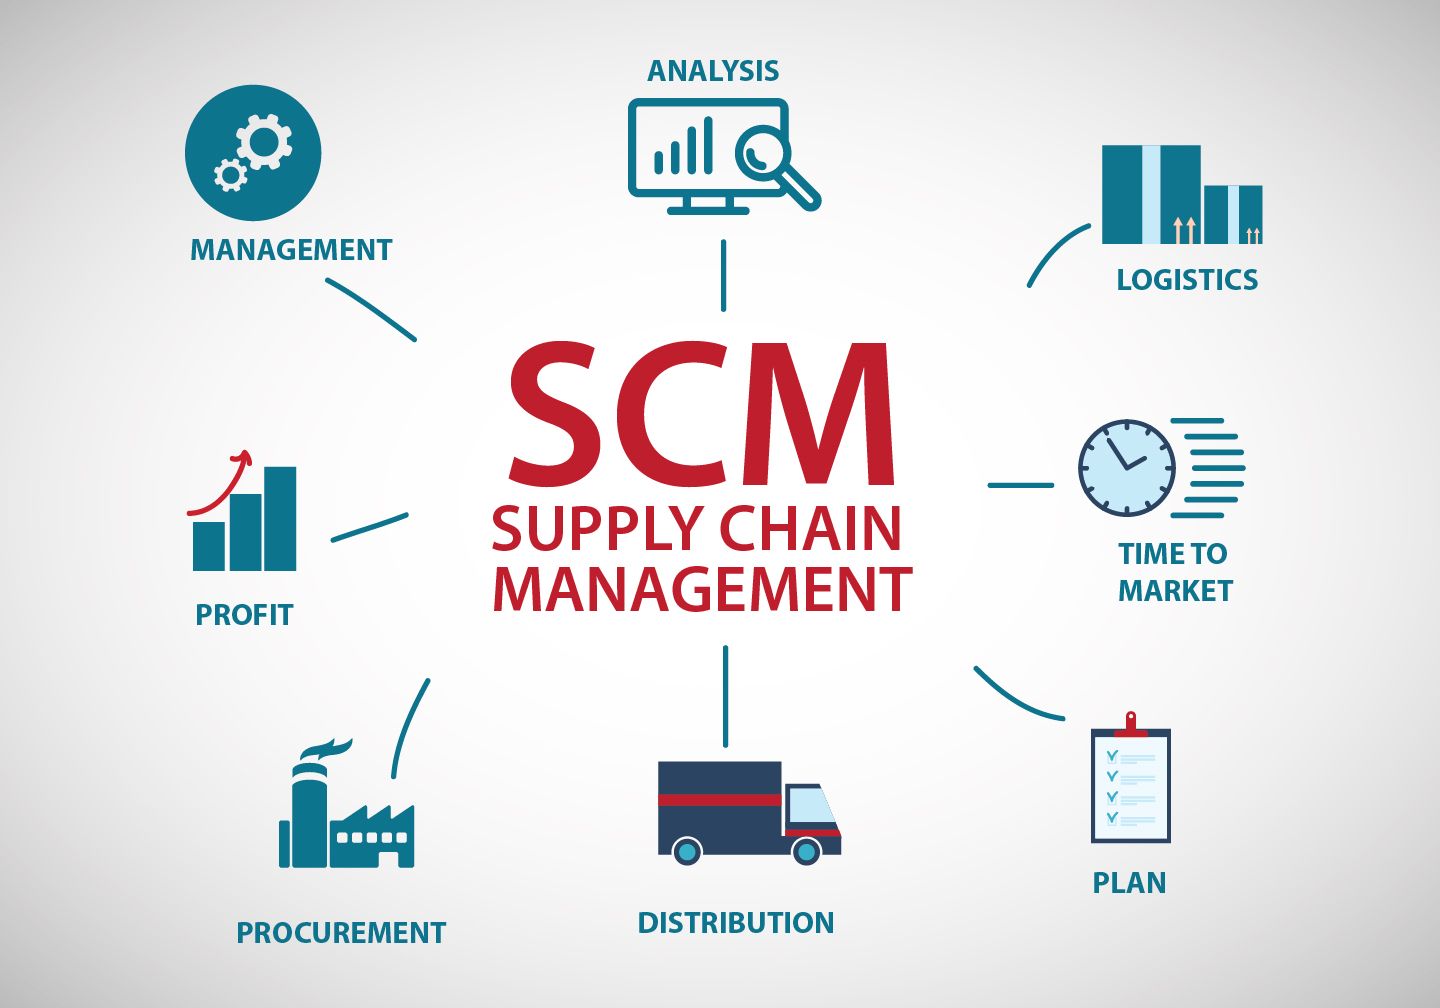 ANALYSIS
MANAGEMENT
LOGISTICS
SCM
SUPPLY CHAIN
MANAGEMENT
TIME TO
MARKET
PROFIT
PLAN
PROCUREMENT
DISTRIBUTION